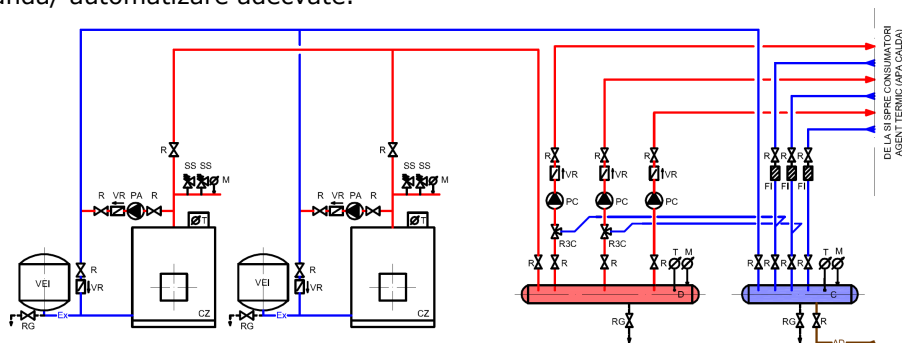 anda/ automatizare adecvate.
DE LA SI SPRE CONSUMATORI
AGENT TERMIC (APA CALDA)
R R R R R R
SS SS SS SS
R VR VR VR R R R
M M
FI FI FI
R VR PA R R VR PA R
PC PC PC
T T
R3C R3C
R R R R R T M R R R R T M
VEI VEI
VR VR
D C
CZ CZ
Ex Ex
RG RG RG RG R
AD